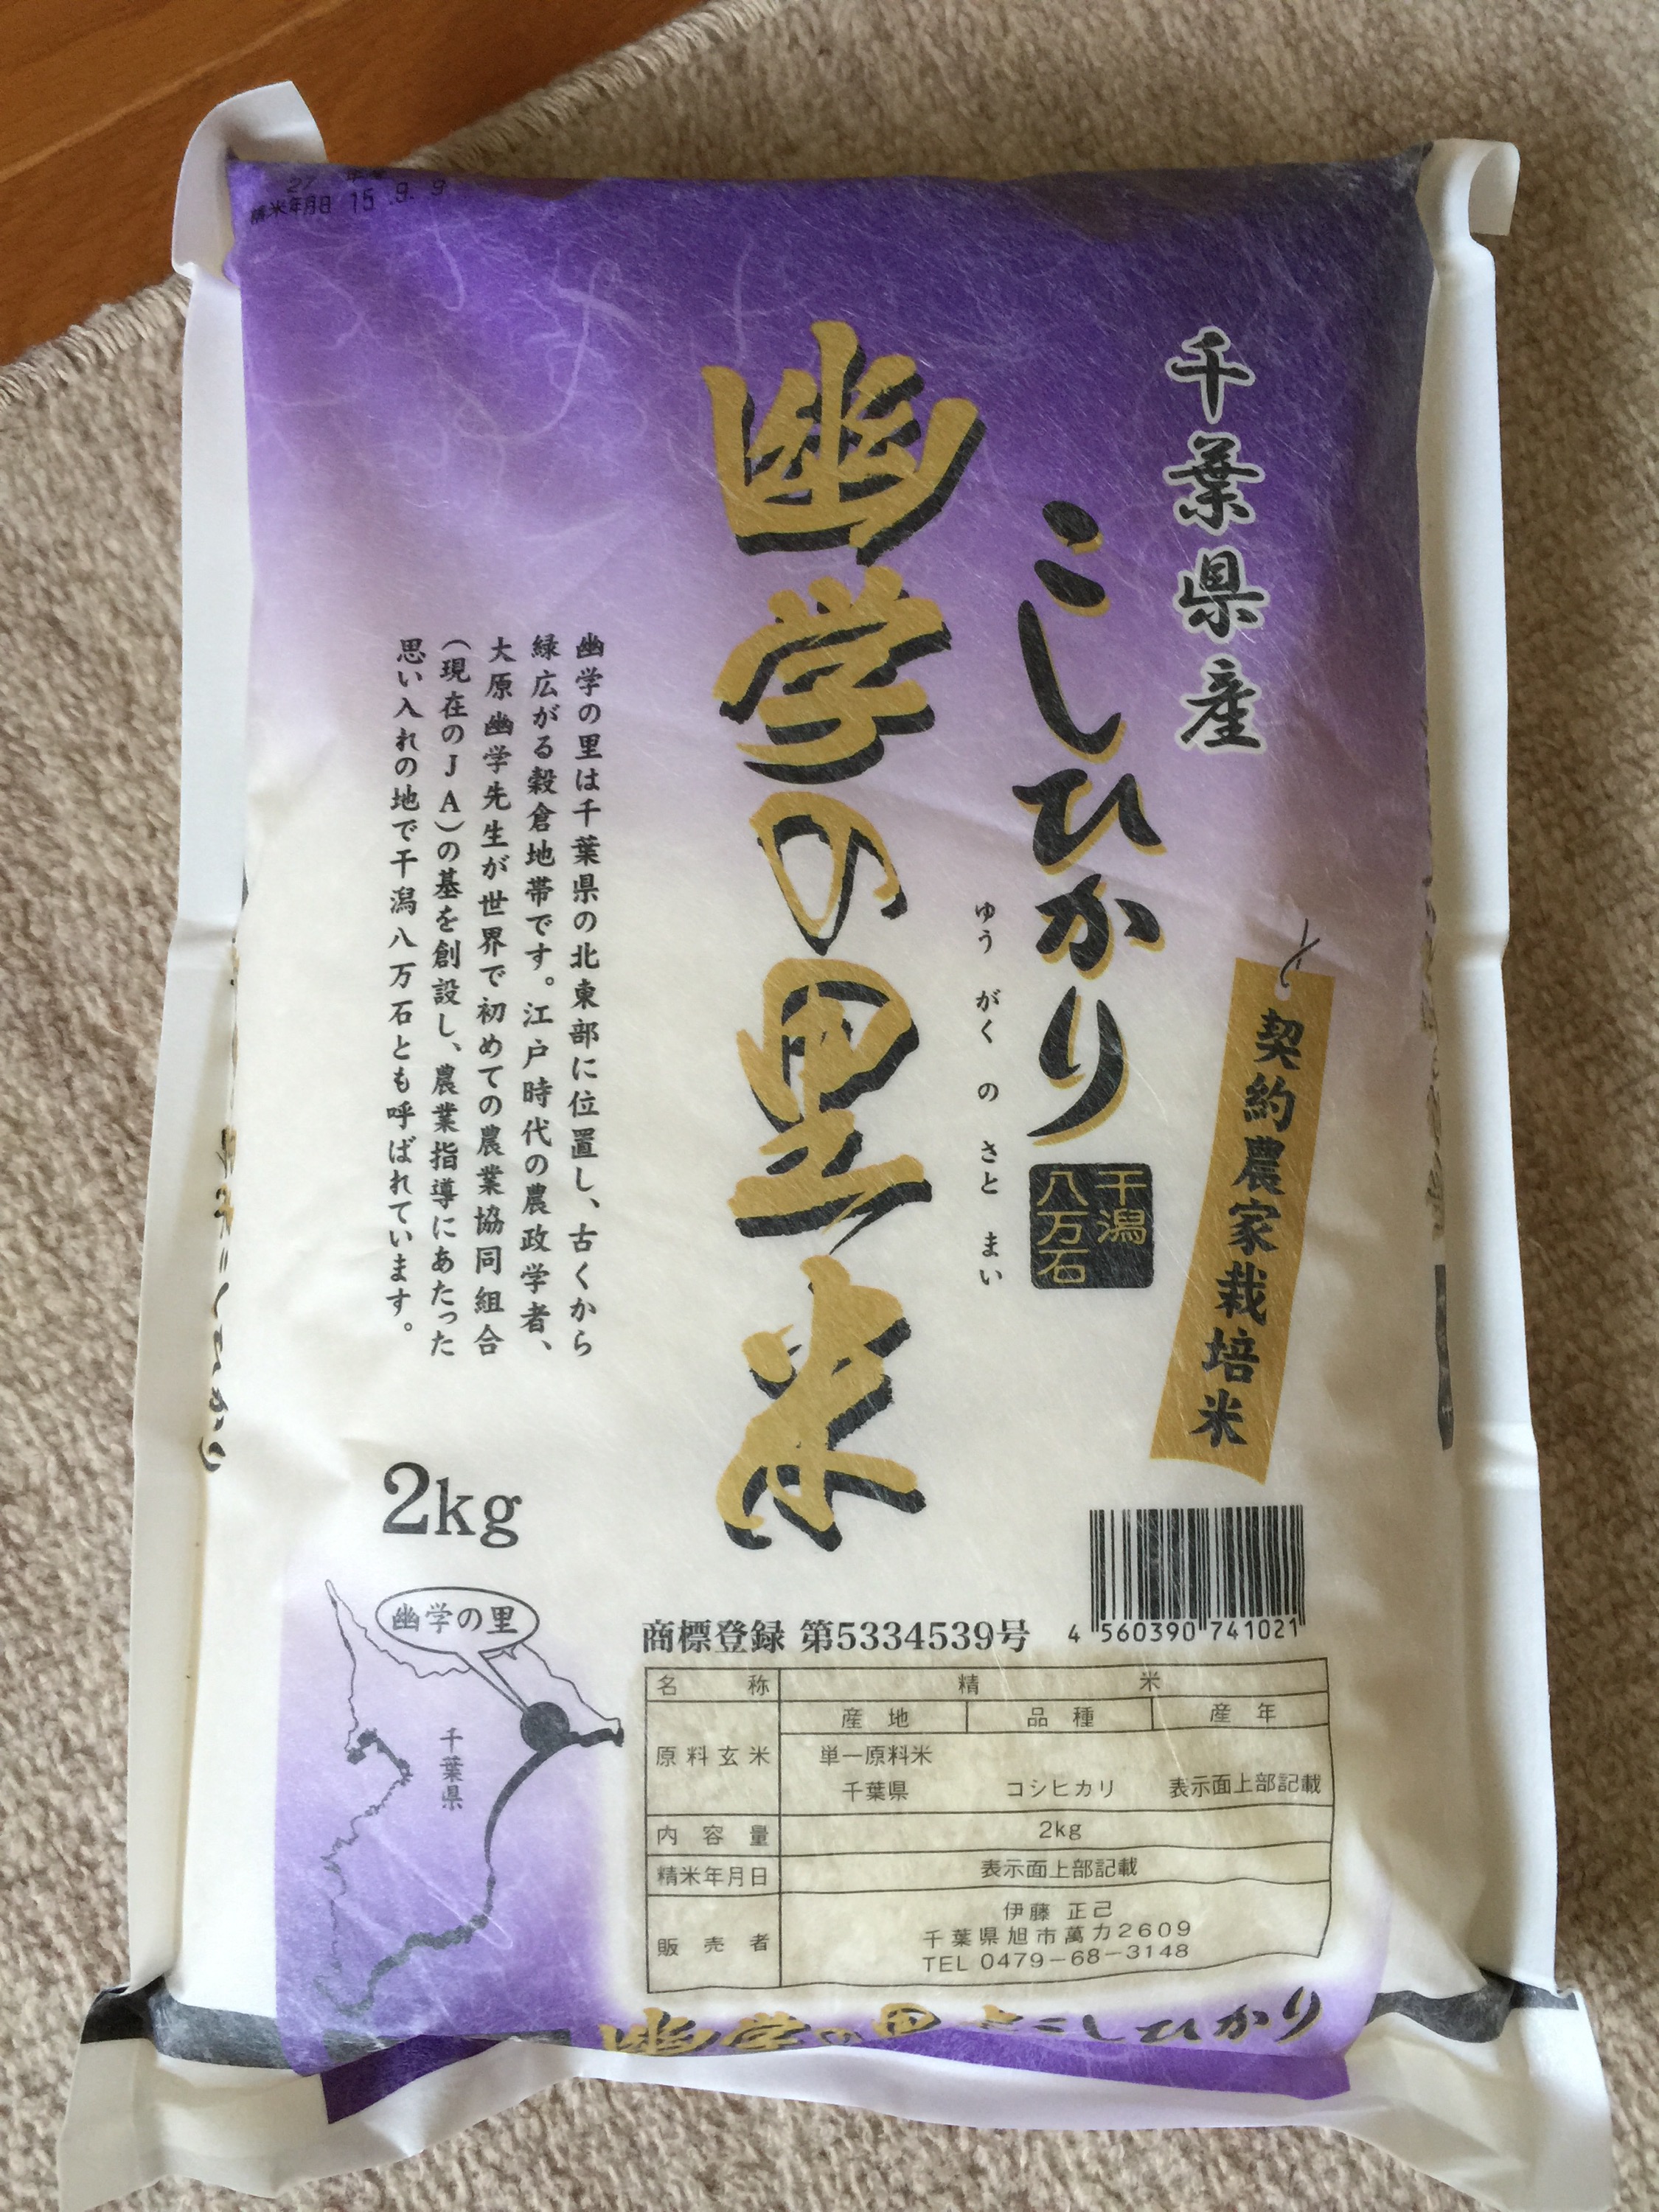 精米年月日 15.9.9
千葉県産
こしひかり
干潟
八万石
契約農家栽培米
幽学の里米
ゆう がく の さと まい
幽学の里は千葉県の北東部に位置し、古くから
緑広がる穀倉地帯です。江戸時代の農政学者、
大原幽学先生が世界で初めての農業協同組合
（現在のJA）の基を創設し、農業指導にあたった
思い入れの地で干潟八万石とも呼ばれています。
2kg
幽学の里
千葉県
商標登録 第5334539号
4 560390 741021
名称 精米
原料玄米 産地 品種 産年
単一原料米
千葉県 コシヒカリ 表示面上部記載
内容量 2kg
精米年月日 表示面上部記載
販売者 伊藤 正己
千葉県旭市萬力2609
TEL 0479-68-3148
幽学の里米こしひかり